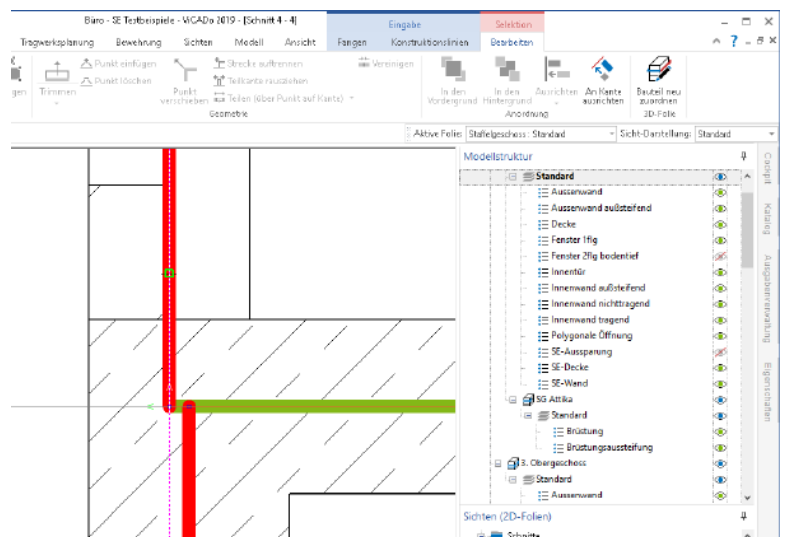 Büro - SE Testbeispiele - ViCADo 2019 - [Schnitt 4 - 4]
Eingabe
Selektion
Tragwerksplanung Bewehrung Sichten Modell Ansicht Fangen Konstruktionslinien Bearbeiten
Punkt einfügen
Punkt löschen
Trimmen
Punkt verschieben
Strecke auftrennen
Teilkante rausziehen
Teilen (über Punkt auf Kante)
Vereinigen
In den Vordergrund
In den Hintergrund
Ausrichten
An Kante ausrichten
Bauteil neu zuordnen
gen
Geometrie
Anordnung
3D-Folie
Aktive Folie: Staffelgeschoss : Standard
Sicht-Darstellung: Standard
Modellstruktur
Standard
Aussenwand
Aussenwand außsteifend
Decke
Fenster 1flg
Fenster 2flg bodentief
Innentür
Innenwand außsteifend
Innenwand nichttragend
Innenwand tragend
Polygonale Öffnung
SE-Aussparung
SE-Decke
SE-Wand
SG Attika
Standard
Brüstung
Brüstungsaussteifung
3. Obergeschoss
Standard
Aussenwand
Sichten (2D-Folien)
Schnitte
Cockpit
Katalog
Ausgabenverwaltung
Eigenschaften